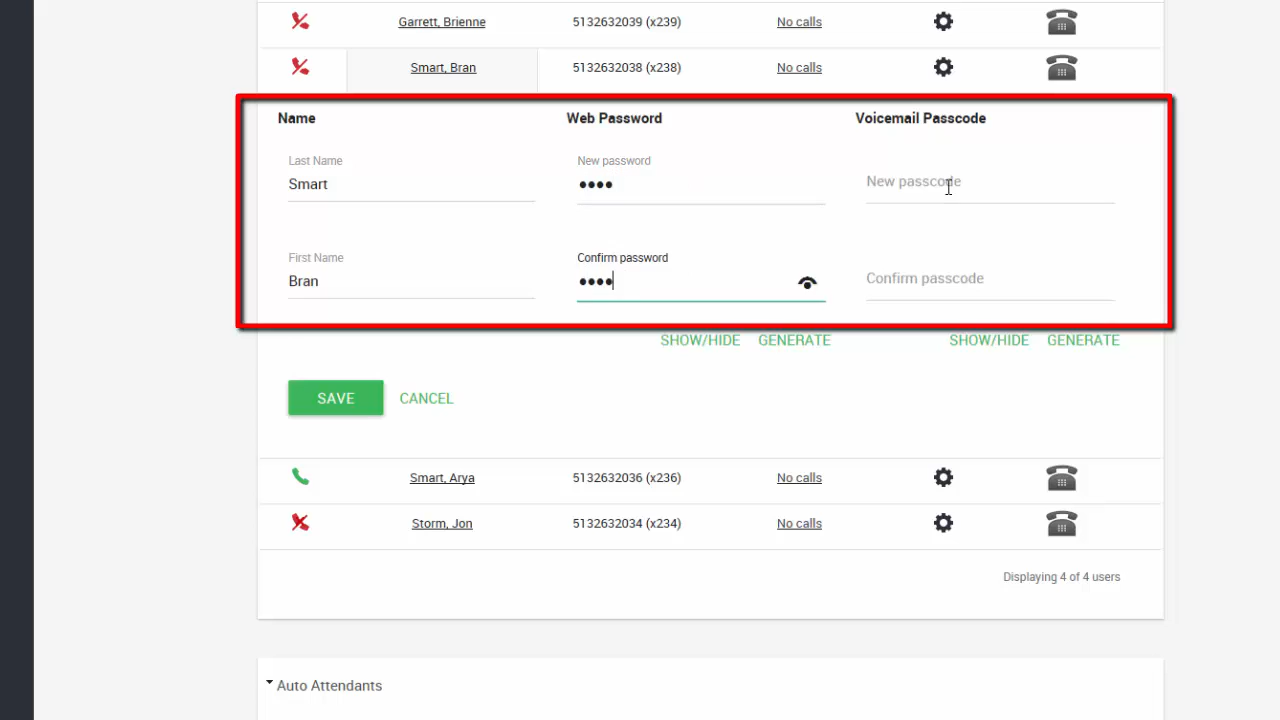 Garrett, Brienne 5132632039 (x239) No calls
Smart, Bran 5132632038 (x238) No calls
Name Web Password Voicemail Passcode
Last Name New password
Smart •••• New passcode
First Name Confirm password
Bran •••• Confirm passcode
SHOW/HIDE GENERATE SHOW/HIDE GENERATE
SAVE CANCEL
Smart, Arya 5132632036 (x236) No calls
Storm, Jon 5132632034 (x234) No calls
Displaying 4 of 4 users
Auto Attendants